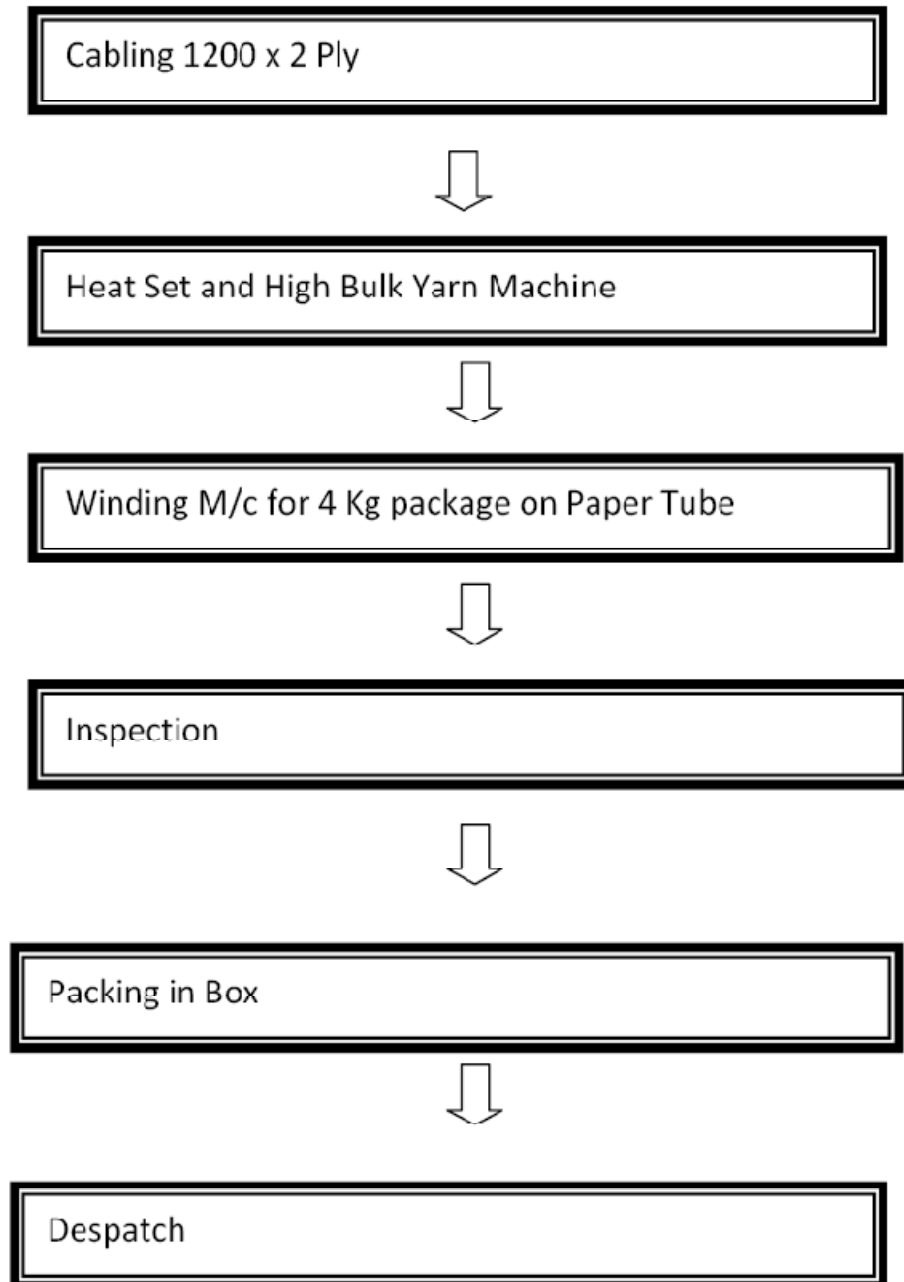 Cabling 1200 x 2 Ply
Heat Set and High Bulk Yarn Machine
Winding M/c for 4 Kg package on Paper Tube
Inspection
Packing in Box
Despatch